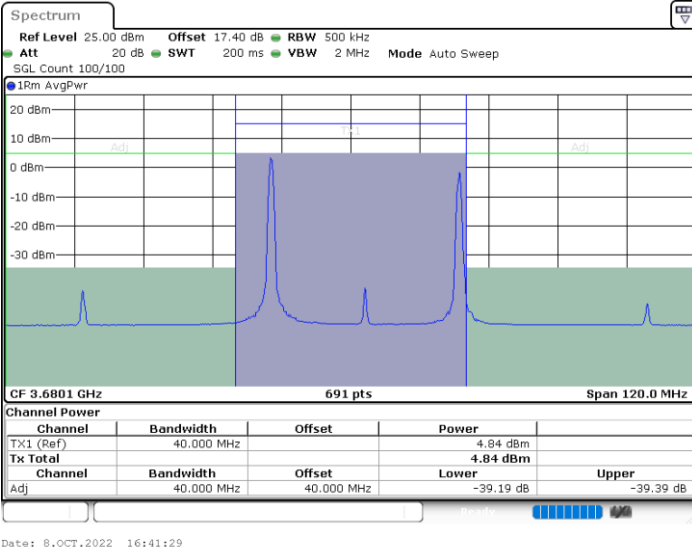 Spectrum
Ref Level 25.00 dBm Offset 17.40 dB RBW 500 kHz
Att 20 dB SWT 200 ms VBW 2 MHz Mode Auto Sweep
SGL Count 100/100
1Rm AvgPwr
20 dBm
TX1
10 dBm
Adj Adj
0 dBm
-10 dBm
-20 dBm
-30 dBm
CF 3.6801 GHz 691 pts Span 120.0 MHz
Channel Power
Channel Bandwidth Offset Power
TX1 (Ref) 40.000 MHz 4.84 dBm
Tx Total 4.84 dBm
Channel Bandwidth Offset Lower Upper
Adj 40.000 MHz 40.000 MHz -39.19 dB -39.39 dB
Ready
Date: 8.OCT.2022 16:41:29